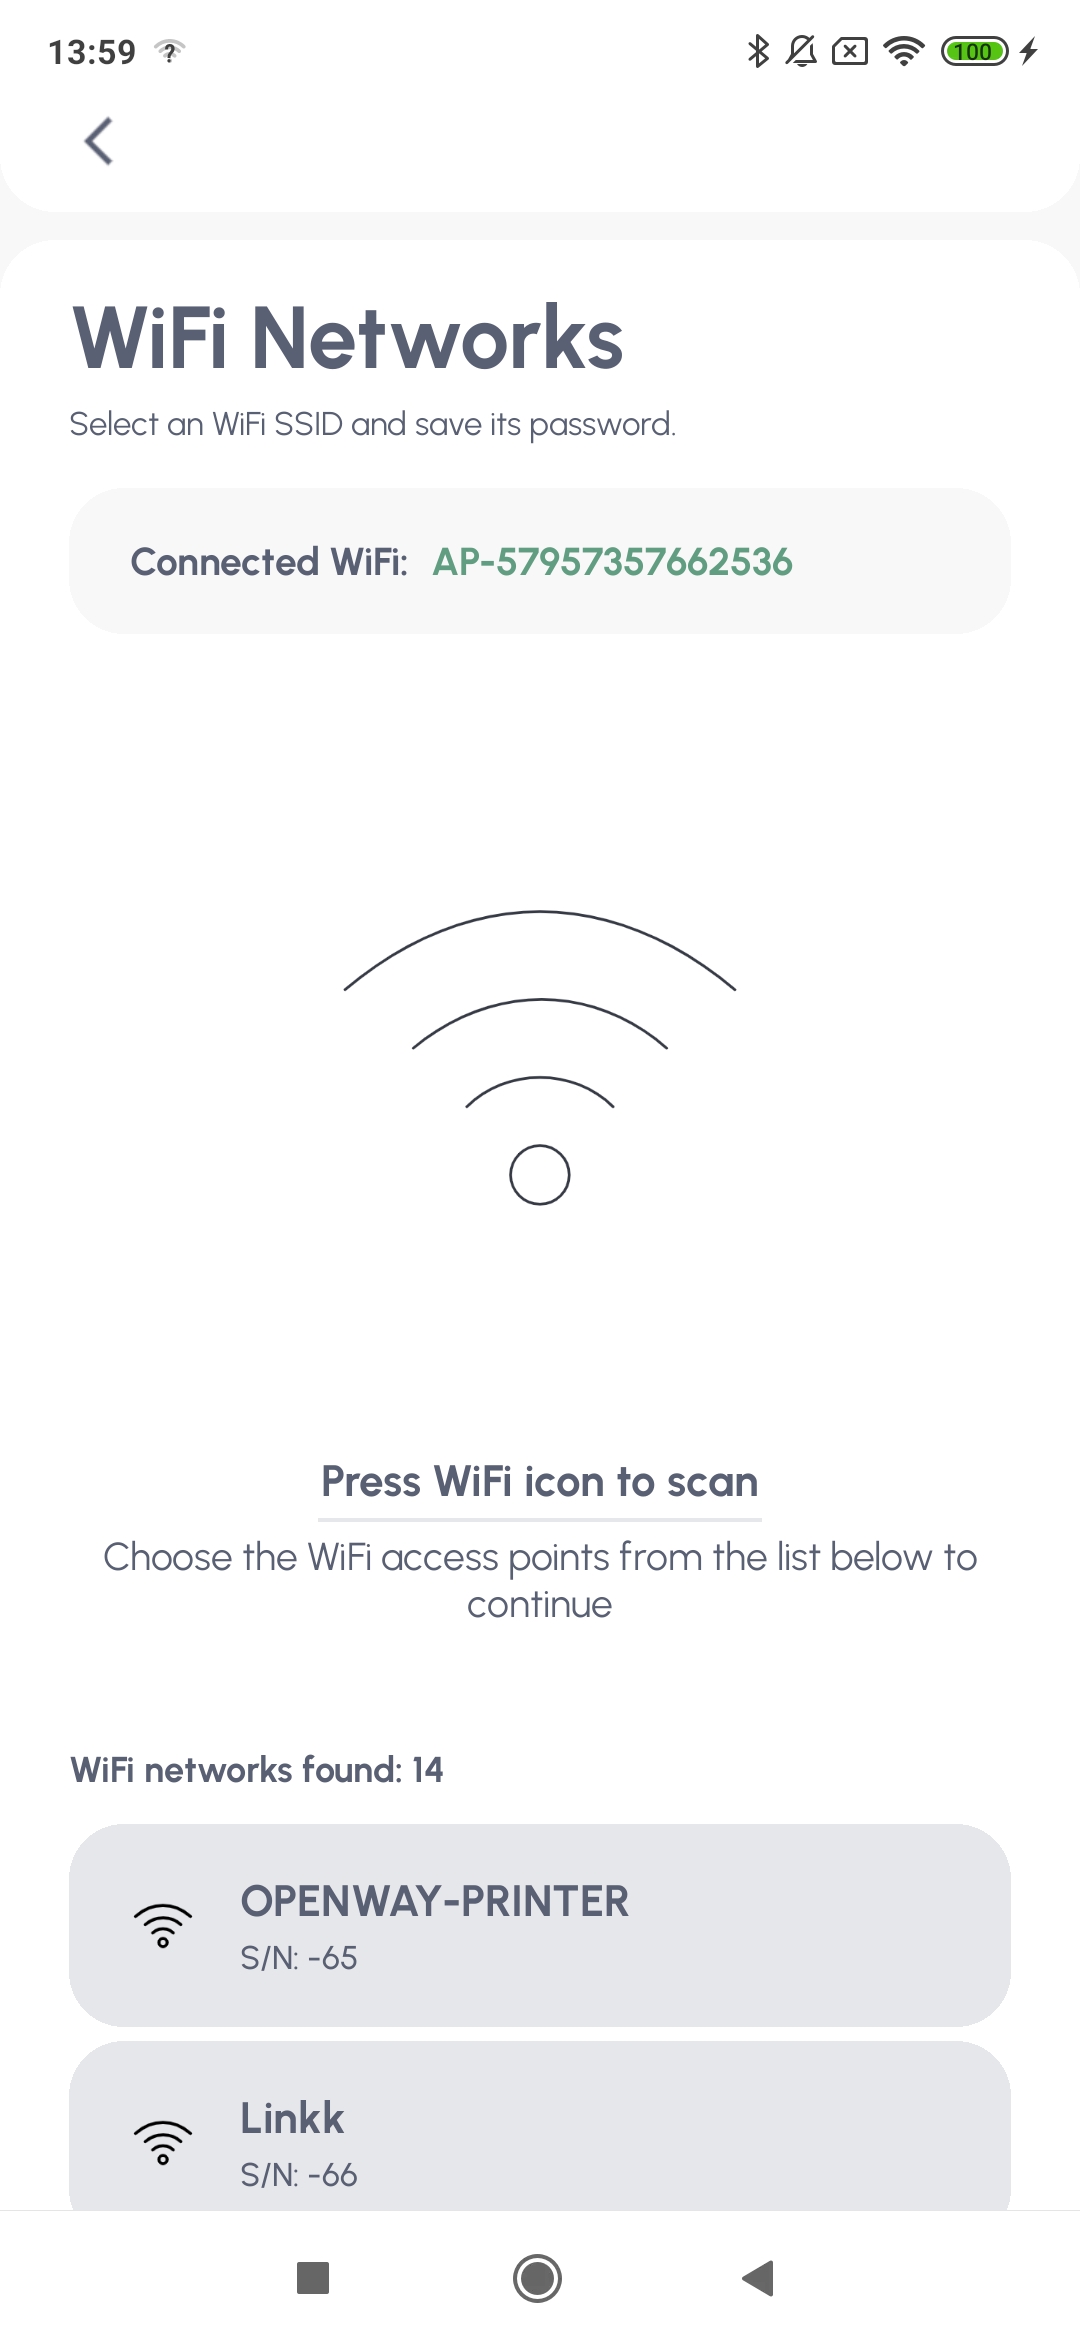 13:59
100
WiFi Networks
Select an WiFi SSID and save its password.
Connected WiFi: AP-57957357662536
Press WiFi icon to scan
Choose the WiFi access points from the list below to
continue
WiFi networks found: 14
OPENWAY-PRINTER
S/N: -65
Linkk
S/N: -66